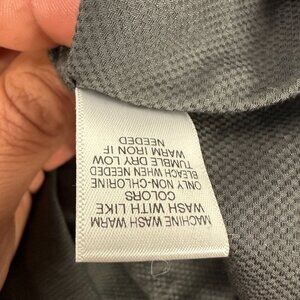 MACHINE WASH WARM
WASH WITH LIKE
COLORS
ONLY NON-CHLORINE
BLEACH WHEN NEEDED
TUMBLE DRY LOW
WARM IRON IF
NEEDED